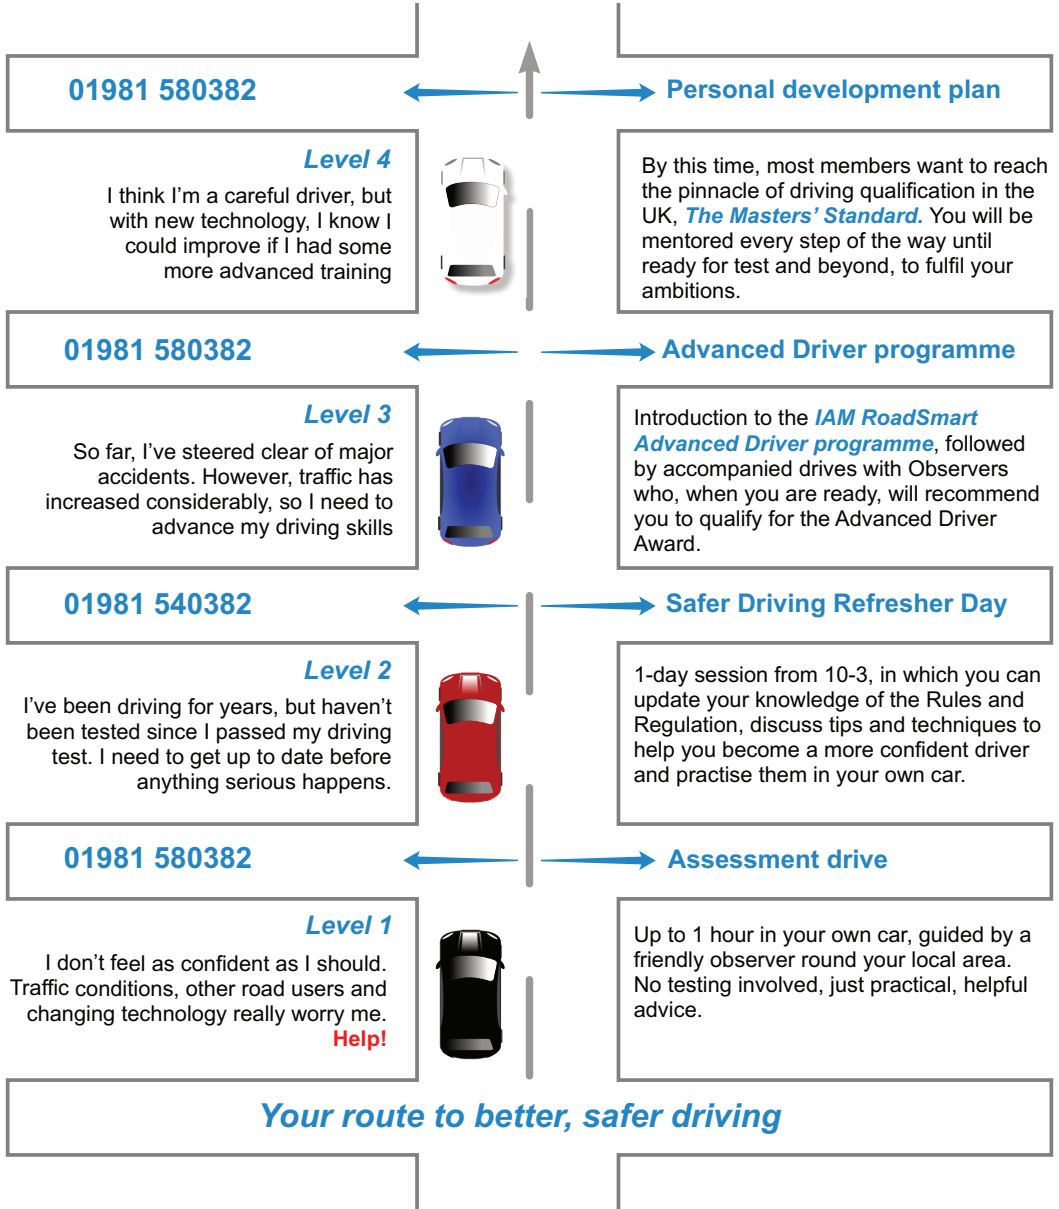 01981 580382
Personal development plan
Level 4
I think I'm a careful driver, but
with new technology, I know I
could improve if I had some
more advanced training
By this time, most members want to reach
the pinnacle of driving qualification in the
UK, The Masters' Standard. You will be
mentored every step of the way until
ready for test and beyond, to fulfil your
ambitions.
01981 580382
Advanced Driver programme
Level 3
So far, I've steered clear of major
accidents. However, traffic has
increased considerably, so I need to
advance my driving skills
Introduction to the IAM RoadSmart
Advanced Driver programme, followed
by accompanied drives with Observers
who, when you are ready, will recommend
you to qualify for the Advanced Driver
Award.
01981 540382
Safer Driving Refresher Day
Level 2
I've been driving for years, but haven't
been tested since I passed my driving
test. I need to get up to date before
anything serious happens.
1-day session from 10-3, in which you can
update your knowledge of the Rules and
Regulation, discuss tips and techniques to
help you become a more confident driver
and practise them in your own car.
01981 580382
Assessment drive
Level 1
I don't feel as confident as I should.
Traffic conditions, other road users and
changing technology really worry me.
Help!
Up to 1 hour in your own car, guided by a
friendly observer round your local area.
No testing involved, just practical, helpful
advice.
Your route to better, safer driving